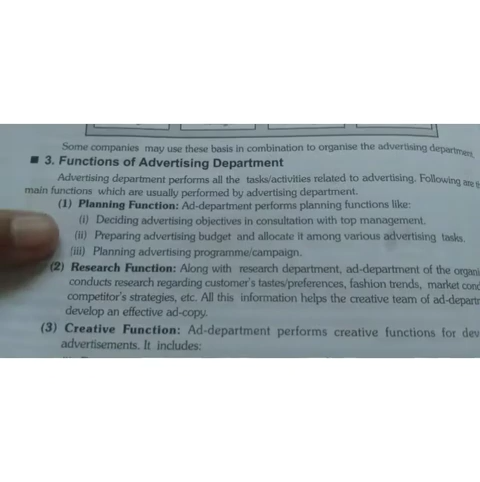 Some companies may use these basis in combination to organise the advertising department.
■ 3. Functions of Advertising Department
Advertising department performs all the tasks/activities related to advertising. Following are
main functions which are usually performed by advertising department.
(1) Planning Function: Ad-department performs planning functions like:
(i) Deciding advertising objectives in consultation with top management.
(ii) Preparing advertising budget and allocate it among various advertising tasks.
(iii) Planning advertising programme/campaign.
(2) Research Function: Along with research department, ad-department of the organi
conducts research regarding customer's tastes/preferences, fashion trends, market cond
competitor's strategies, etc. All this information helps the creative team of ad-departm
develop an effective ad-copy.
(3) Creative Function: Ad-department performs creative functions for dev
advertisements. It includes: